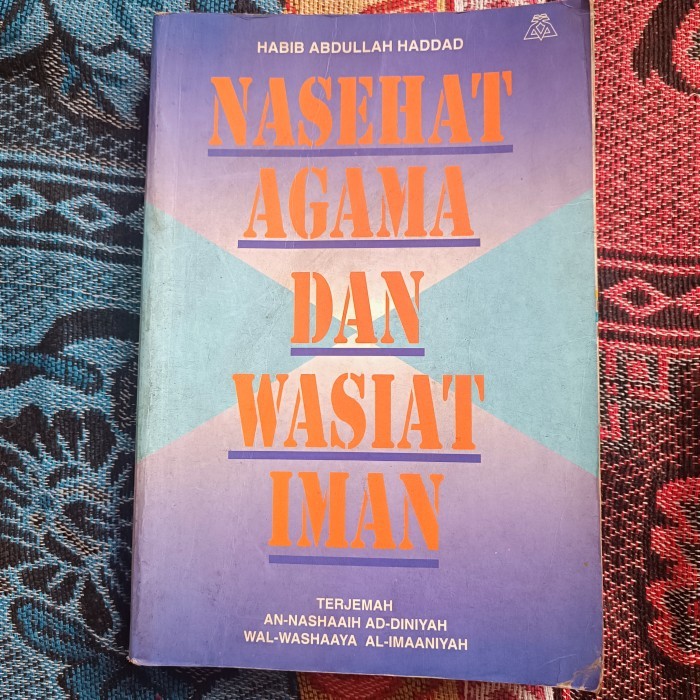 HABIB ABDULLAH HADDAD
NASEHAT
AGAMA
DAN
WASIAT
IMAN
TERJEMAH
AN-NASHAAIH AD-DINIYAH
WAL-WASHAAYA AL-IMAANIYAH